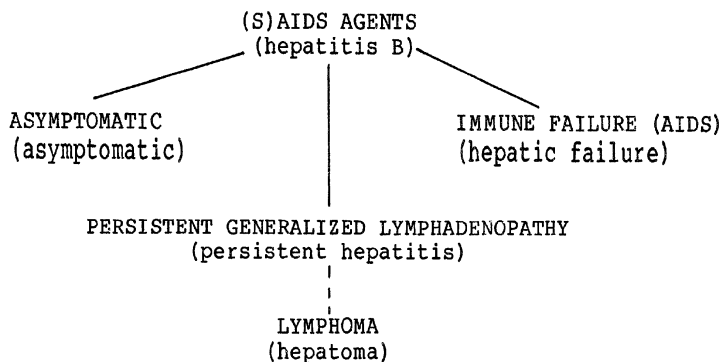 (S)AIDS AGENTS
(hepatitis B)
ASYMPTOMATIC
(asymptomatic)
IMMUNE FAILURE (AIDS)
(hepatic failure)
PERSISTENT GENERALIZED LYMPHADENOPATHY
(persistent hepatitis)
LYMPHOMA
(hepatoma)